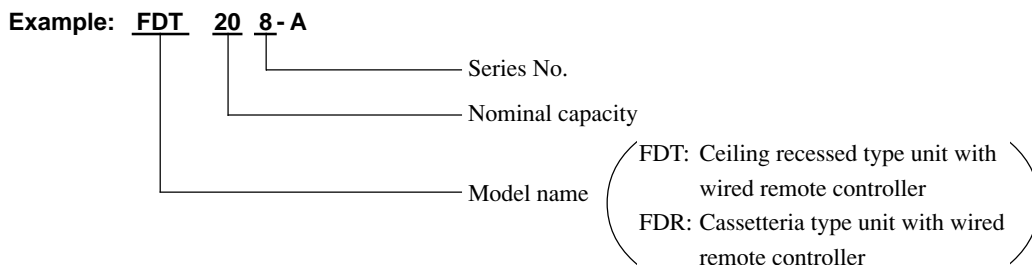 Example: FDT 20 8 - A
Series No.
Nominal capacity
Model name
FDT: Ceiling recessed type unit with
wired remote controller
FDR: Cassetteria type unit with wired
remote controller